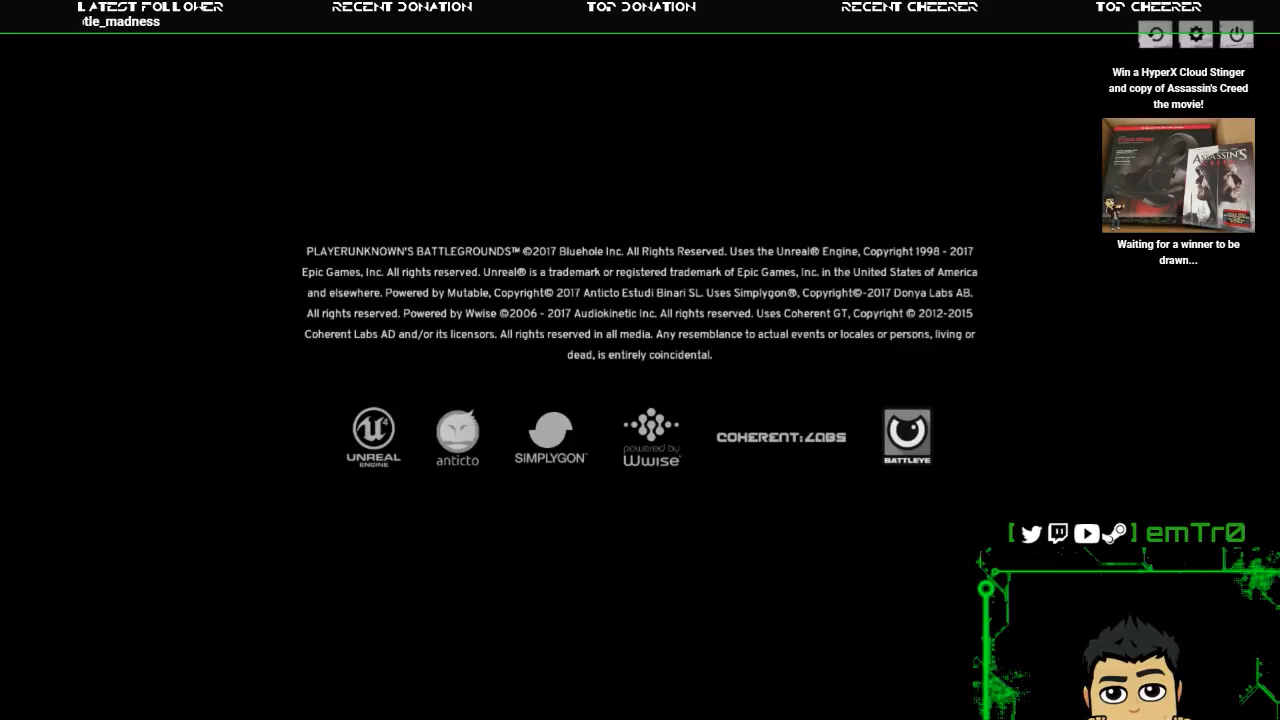 LATEST FOLLOWER
RECENT DONATION
TOP DONATION
RECENT CHEERER
TOP CHEERER
tle_madness
Win a HyperX Cloud Stinger
and copy of Assassin's Creed
the movie!
ASSASSIN'S
CREED
Waiting for a winner to be
drawn...
PLAYERUNKNOWN'S BATTLEGROUNDS™ ©2017 Bluehole Inc. All Rights Reserved. Uses the Unreal® Engine, Copyright 1998 - 2017
Epic Games, Inc. All rights reserved. Unreal® is a trademark or registered trademark of Epic Games, Inc. in the United States of America
and elsewhere. Powered by Mutable, Copyright© 2017 Anticto Estudi Binari SL. Uses Simplygon®, Copyright©-2017 Donya Labs AB.
All rights reserved. Powered by Wwise ©2006 - 2017 Audiokinetic Inc. All rights reserved. Uses Coherent GT, Copyright © 2012-2015
Coherent Labs AD and/or its licensors. All rights reserved in all media. Any resemblance to actual events or locales or persons, living or
dead, is entirely coincidental.
UNREAL
ENGINE
anticto
SIMPLYGON
powered by
Wwise
COHERENT:LABS
BATTLEYE
[ ] emTr0